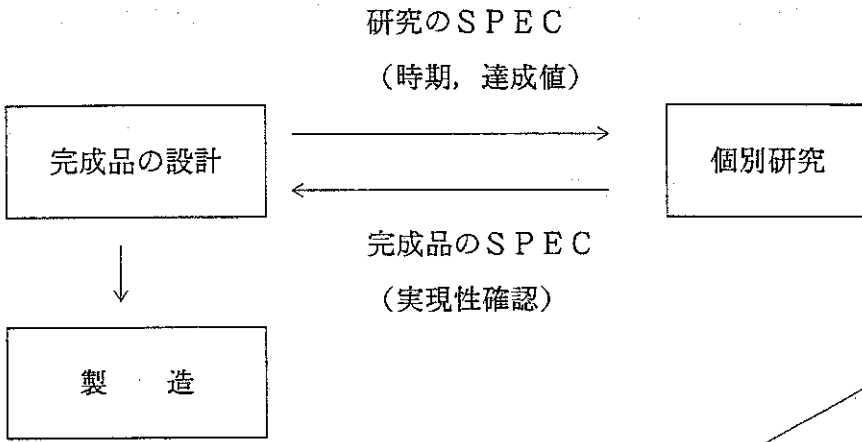 研究のＳＰＥＣ
（時期，達成値）
完成品の設計
個別研究
完成品のＳＰＥＣ
（実現性確認）
製　　造